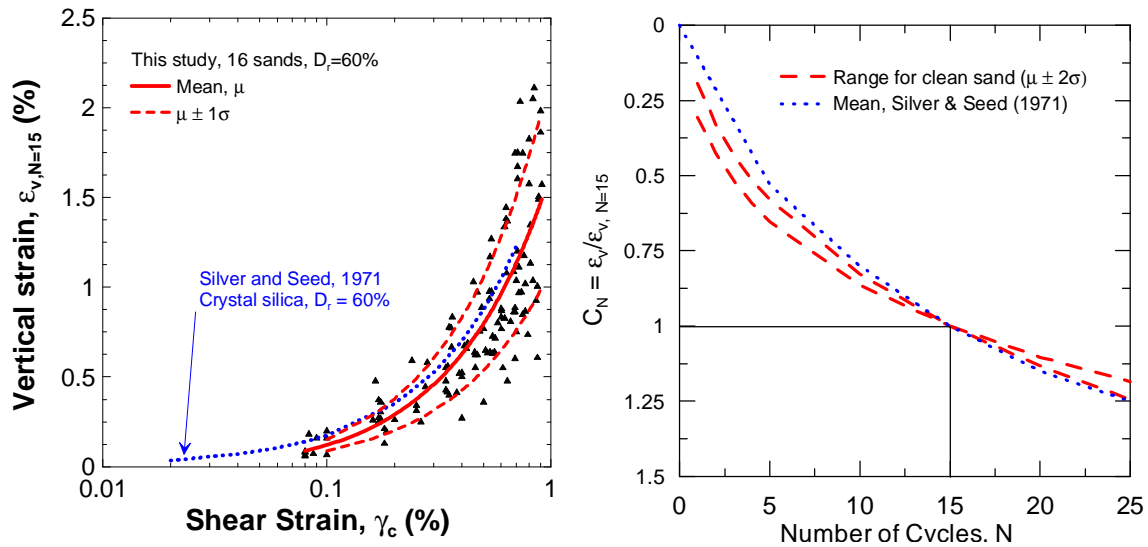 2.5
2
1.5
1
0.5
0
Vertical strain, εv,N=15 (%)
This study, 16 sands, Dr=60%
Mean, μ
μ ± 1σ
Silver and Seed, 1971
Crystal silica, Dr = 60%
0.01
0.1
1
Shear Strain, γc (%)
0
0.25
0.5
0.75
1
1.25
1.5
CN = εv/εv, N=15
Range for clean sand (μ ± 2σ)
Mean, Silver & Seed (1971)
0
5
10
15
20
25
Number of Cycles, N